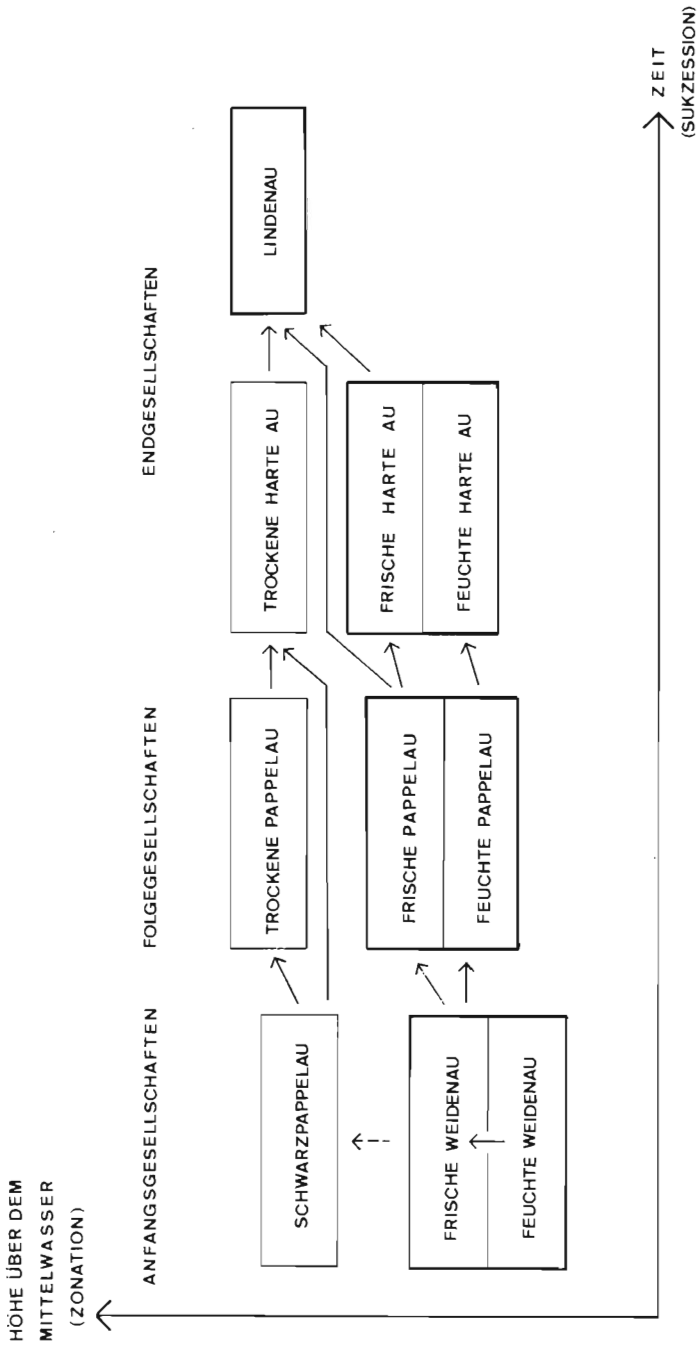 HÖHE ÜBER DEM
MITTELWASSER
(ZONATION)
ANFANGSGESELLSCHAFTEN
FOLGEGESELLSCHAFTEN
ENDGESELLSCHAFTEN
SCHWARZPAPPELAU
TROCKENE PAPPELAU
TROCKENE HARTE AU
LINDENAU
FRISCHE WEIDENAU
FEUCHTE WEIDENAU
FRISCHE PAPPELAU
FEUCHTE PAPPELAU
FRISCHE HARTE AU
FEUCHTE HARTE AU
ZEIT
(SUKZESSION)